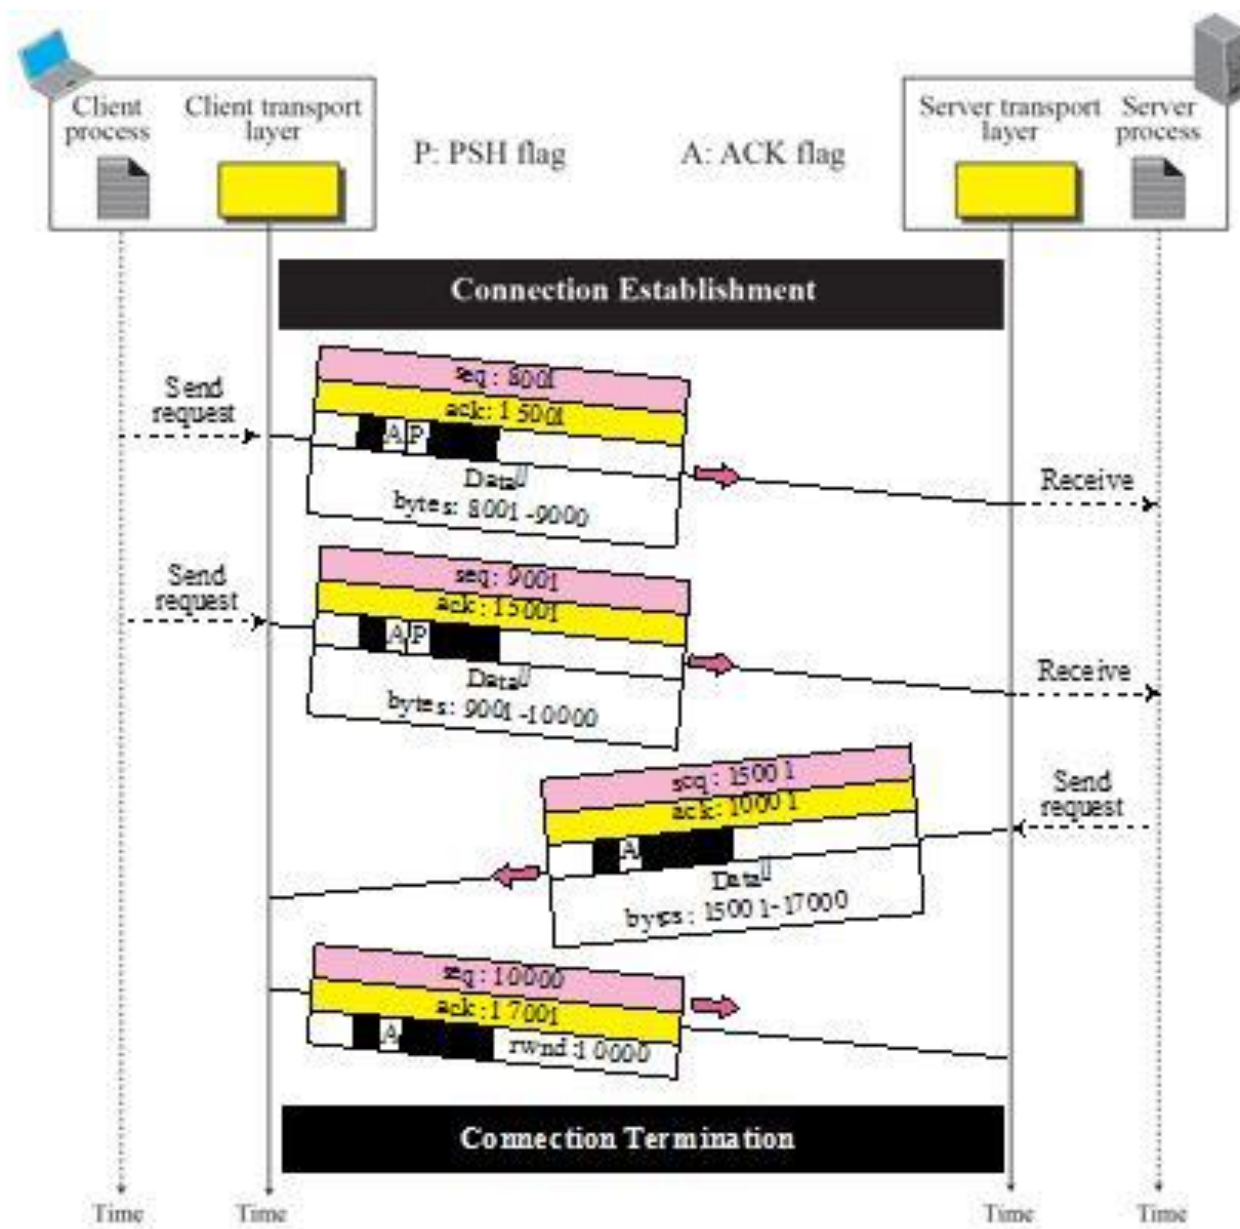 Client process
Client transport layer
P: PSH flag
A: ACK flag
Server transport layer
Server process
Connection Establishment
Send request
seq: 8001
ack: 15001
A P
Data
bytes: 8001-9000
Receive
Send request
seq: 9001
ack: 15001
A P
Data
bytes: 9001-10000
Receive
Send request
seq: 15001
ack: 10001
A
Data
bytes: 15001-17000
seq: 10000
ack: 17001
A
rwnd:10000
Connection Termination
Time
Time
Time
Time